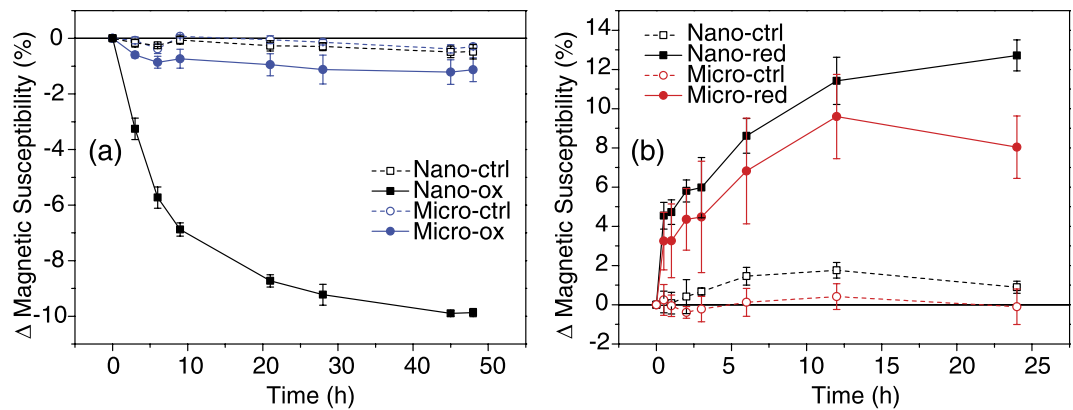 Δ Magnetic Susceptibility (%)
0
-2
-4
-6
-8
-10
(a)
Nano-ctrl
Nano-ox
Micro-ctrl
Micro-ox
0 10 20 30 40 50
Time (h)
Δ Magnetic Susceptibility (%)
14
12
10
8
6
4
2
0
-2
(b)
Nano-ctrl
Nano-red
Micro-ctrl
Micro-red
0 5 10 15 20 25
Time (h)